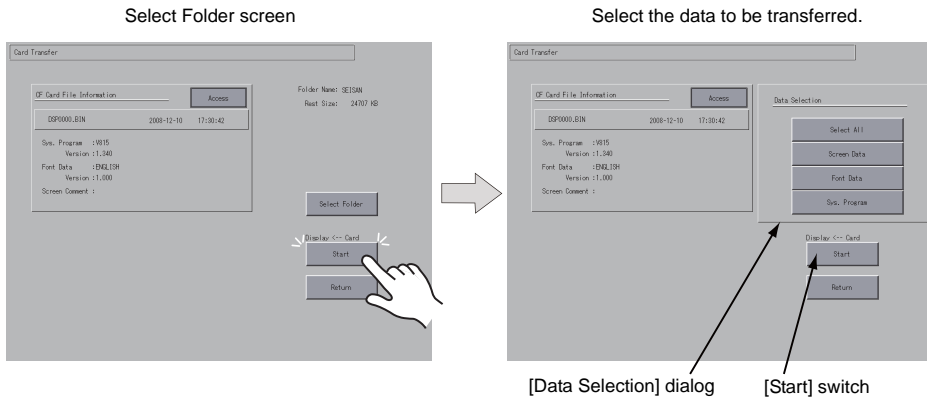 Select Folder screen
Card Transfer
CF Card File Information
Access
DSP0000.BIN 2008-12-10 17:30:42
Sys. Program :V815
Version :1.340
Font Data :ENGLISH
Version :1.000
Screen Comment :
Folder Name: SEISAN
Rest Size: 24707 KB
Select Folder
Display <-- Card
Start
Return
Select the data to be transferred.
Card Transfer
CF Card File Information
Access
DSP0000.BIN 2008-12-10 17:30:42
Sys. Program :V815
Version :1.340
Font Data :ENGLISH
Version :1.000
Screen Comment :
Data Selection
Select All
Screen Data
Font Data
Sys. Program
Display <-- Card
Start
Return
[Data Selection] dialog
[Start] switch